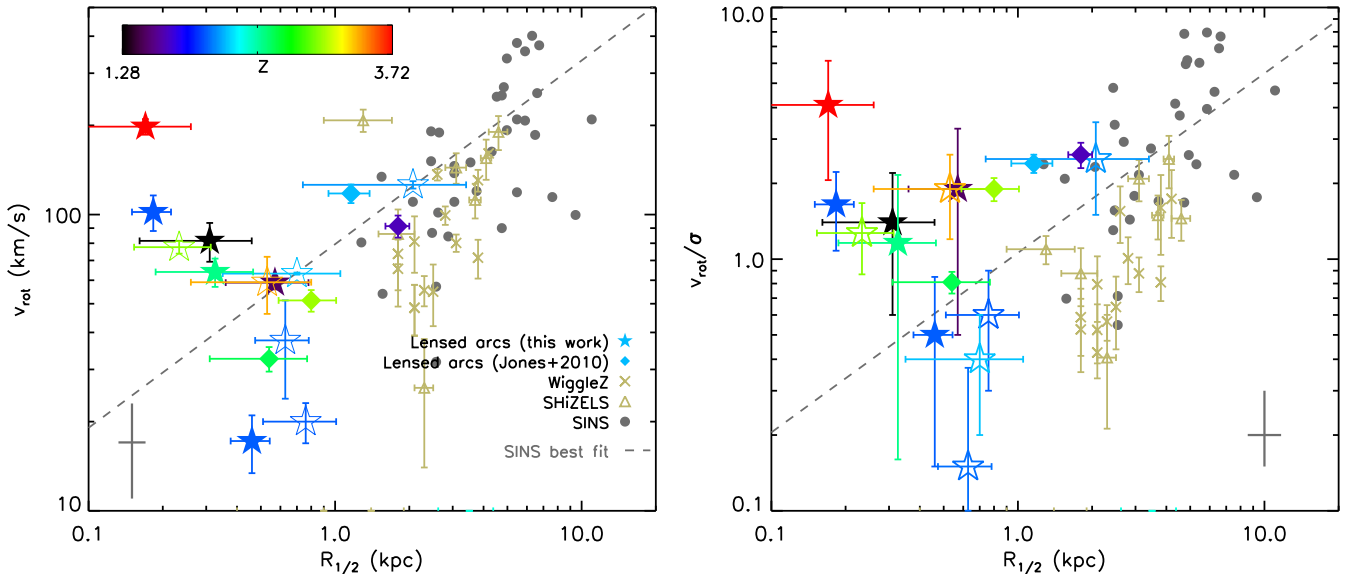 1.28 z 3.72
100
10
v_rot (km/s)
Lensed arcs (this work)
Lensed arcs (Jones+2010)
WiggleZ
SHiZELS
SINS
SINS best fit
0.1 1.0 10.0
R_1/2 (kpc)
10.0
1.0
0.1
v_rot/σ
0.1 1.0 10.0
R_1/2 (kpc)